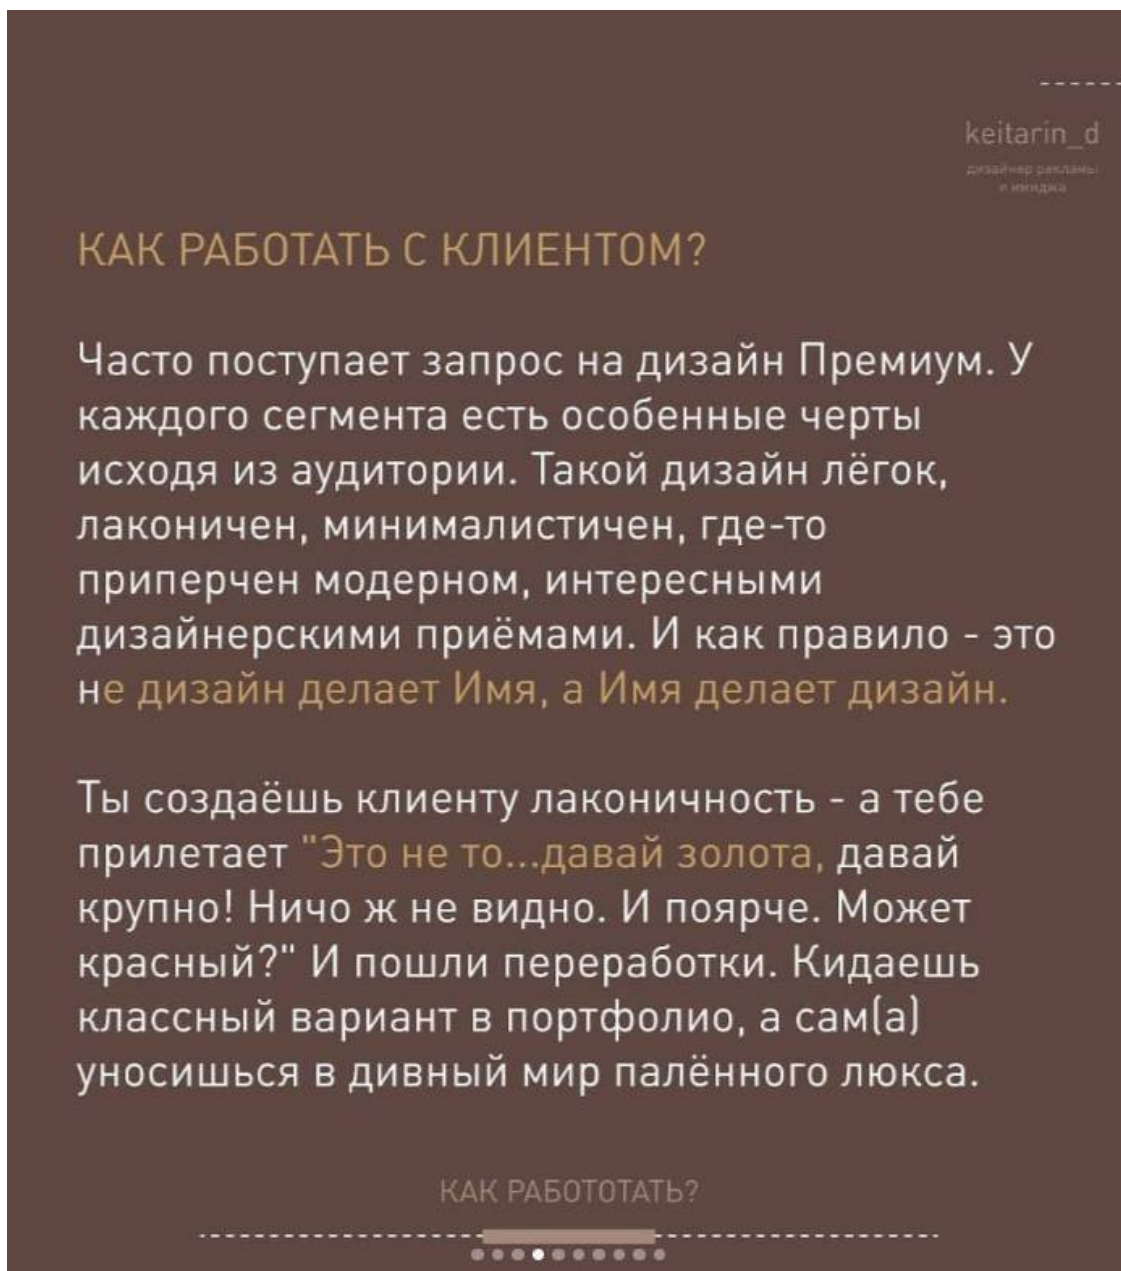 keitarin_d
дизайнер рекламы
и имиджа
КАК РАБОТАТЬ С КЛИЕНТОМ?
Часто поступает запрос на дизайн Премиум. У
каждого сегмента есть особенные черты
исходя из аудитории. Такой дизайн лёгок,
лаконичен, минималистичен, где-то
приперчен модерном, интересными
дизайнерскими приёмами. И как правило - это
не дизайн делает Имя, а Имя делает дизайн.
Ты создаёшь клиенту лаконичность - а тебе
прилетает "Это не то...давай золота, давай
крупно! Ничо ж не видно. И поярче. Может
красный?" И пошли переработки. Кидаешь
классный вариант в портфолио, а сам(а)
уносишься в дивный мир палённого люкса.
КАК РАБОТОТАТЬ?